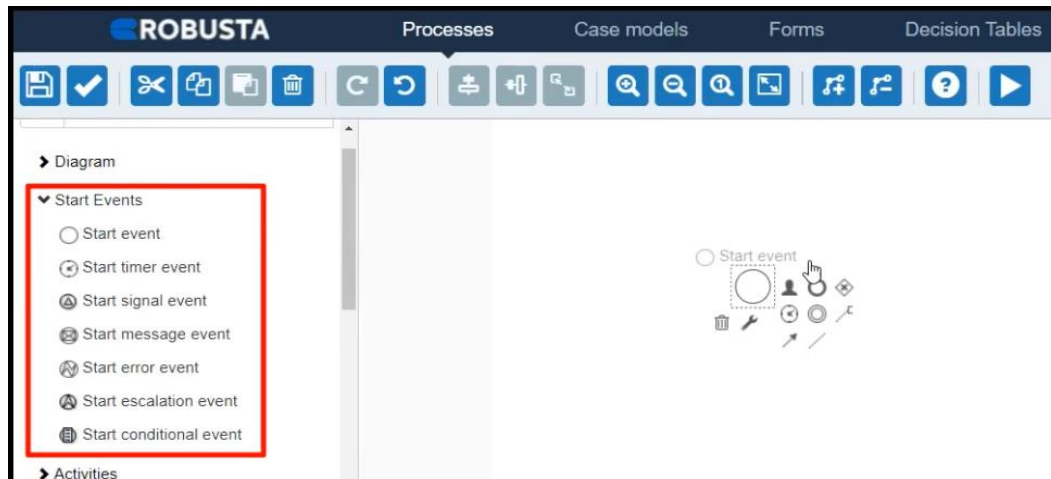 ROBUSTA Processes Case models Forms Decision Tables
Diagram
Start Events
Start event
Start timer event
Start signal event
Start message event
Start error event
Start escalation event
Start conditional event
Activities
Start event